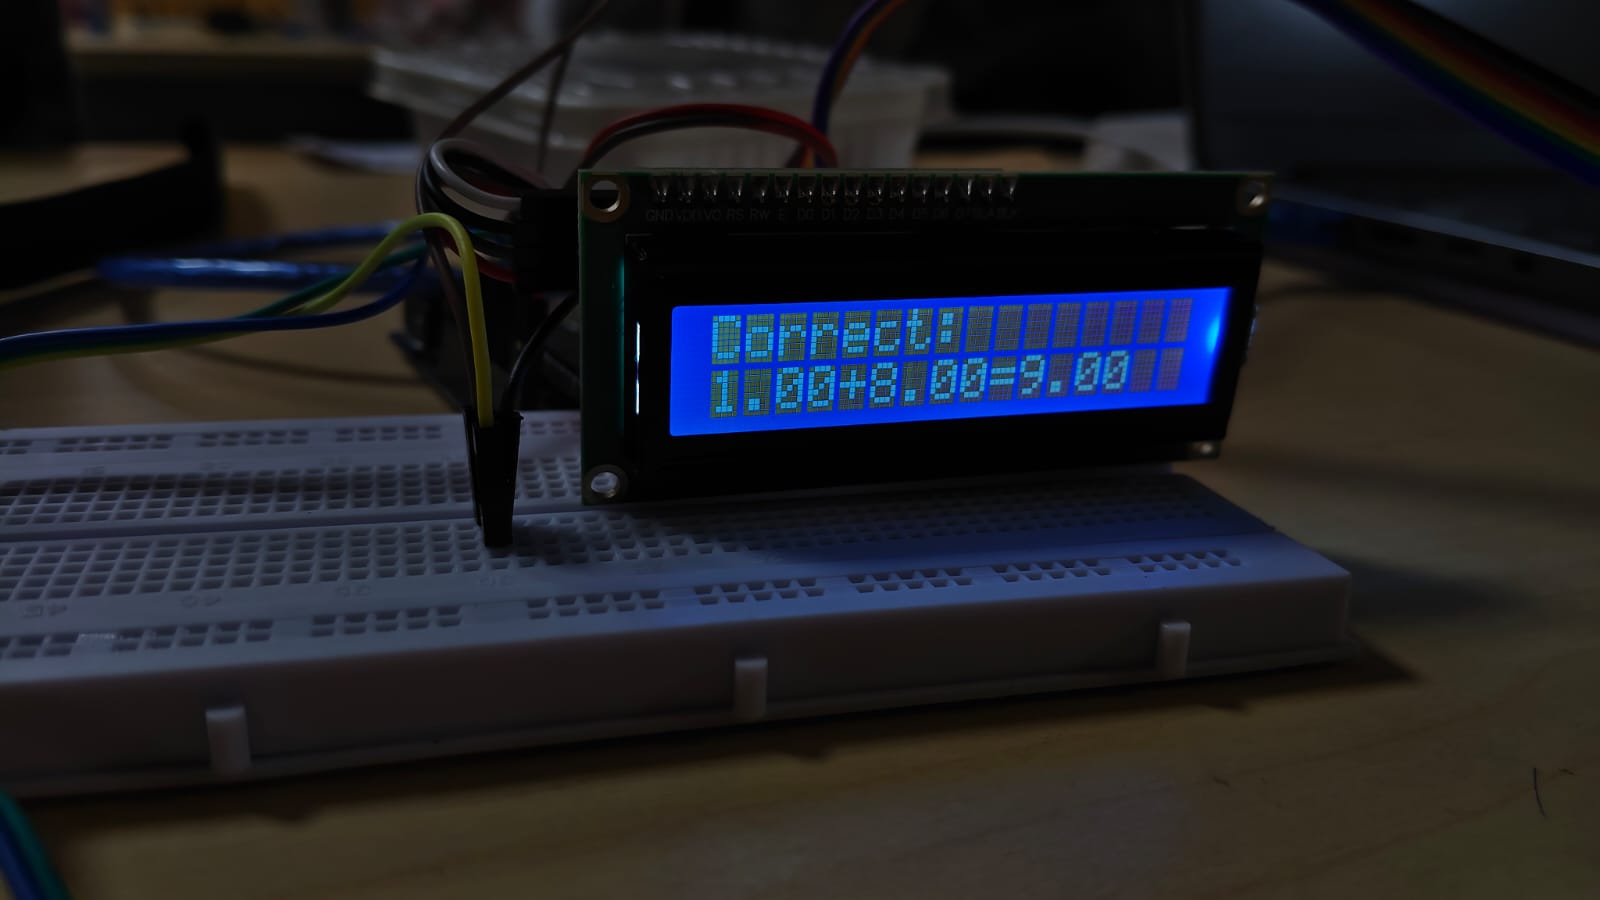 GND VDD VO RS RW E D0 D1 D2 D3 D4 D5 D6 D7 BLA BLK
Correct:
1.00+8.00=9.00